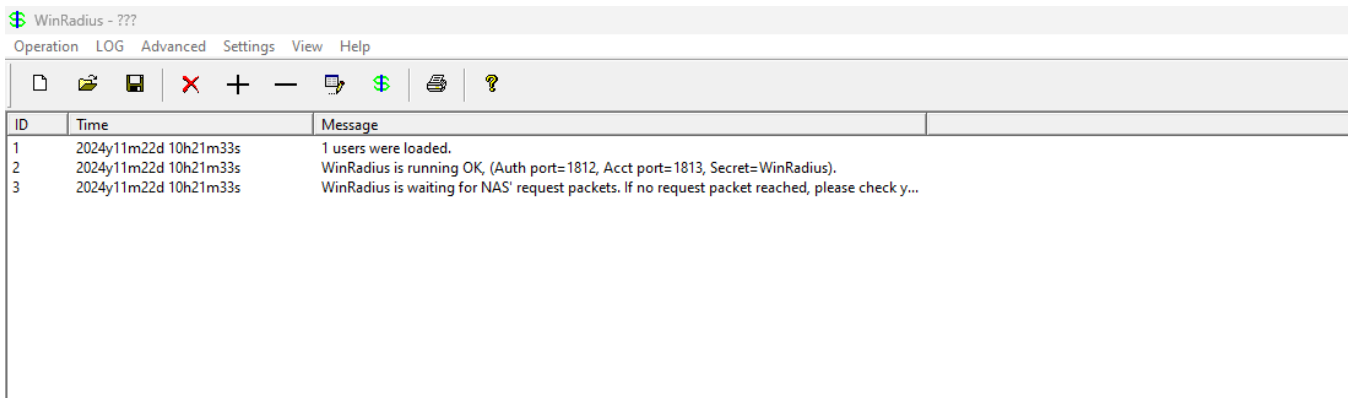 WinRadius - ???
Operation LOG Advanced Settings View Help
ID Time Message
1 2024y11m22d 10h21m33s 1 users were loaded.
2 2024y11m22d 10h21m33s WinRadius is running OK, (Auth port=1812, Acct port=1813, Secret=WinRadius).
3 2024y11m22d 10h21m33s WinRadius is waiting for NAS' request packets. If no request packet reached, please check y...